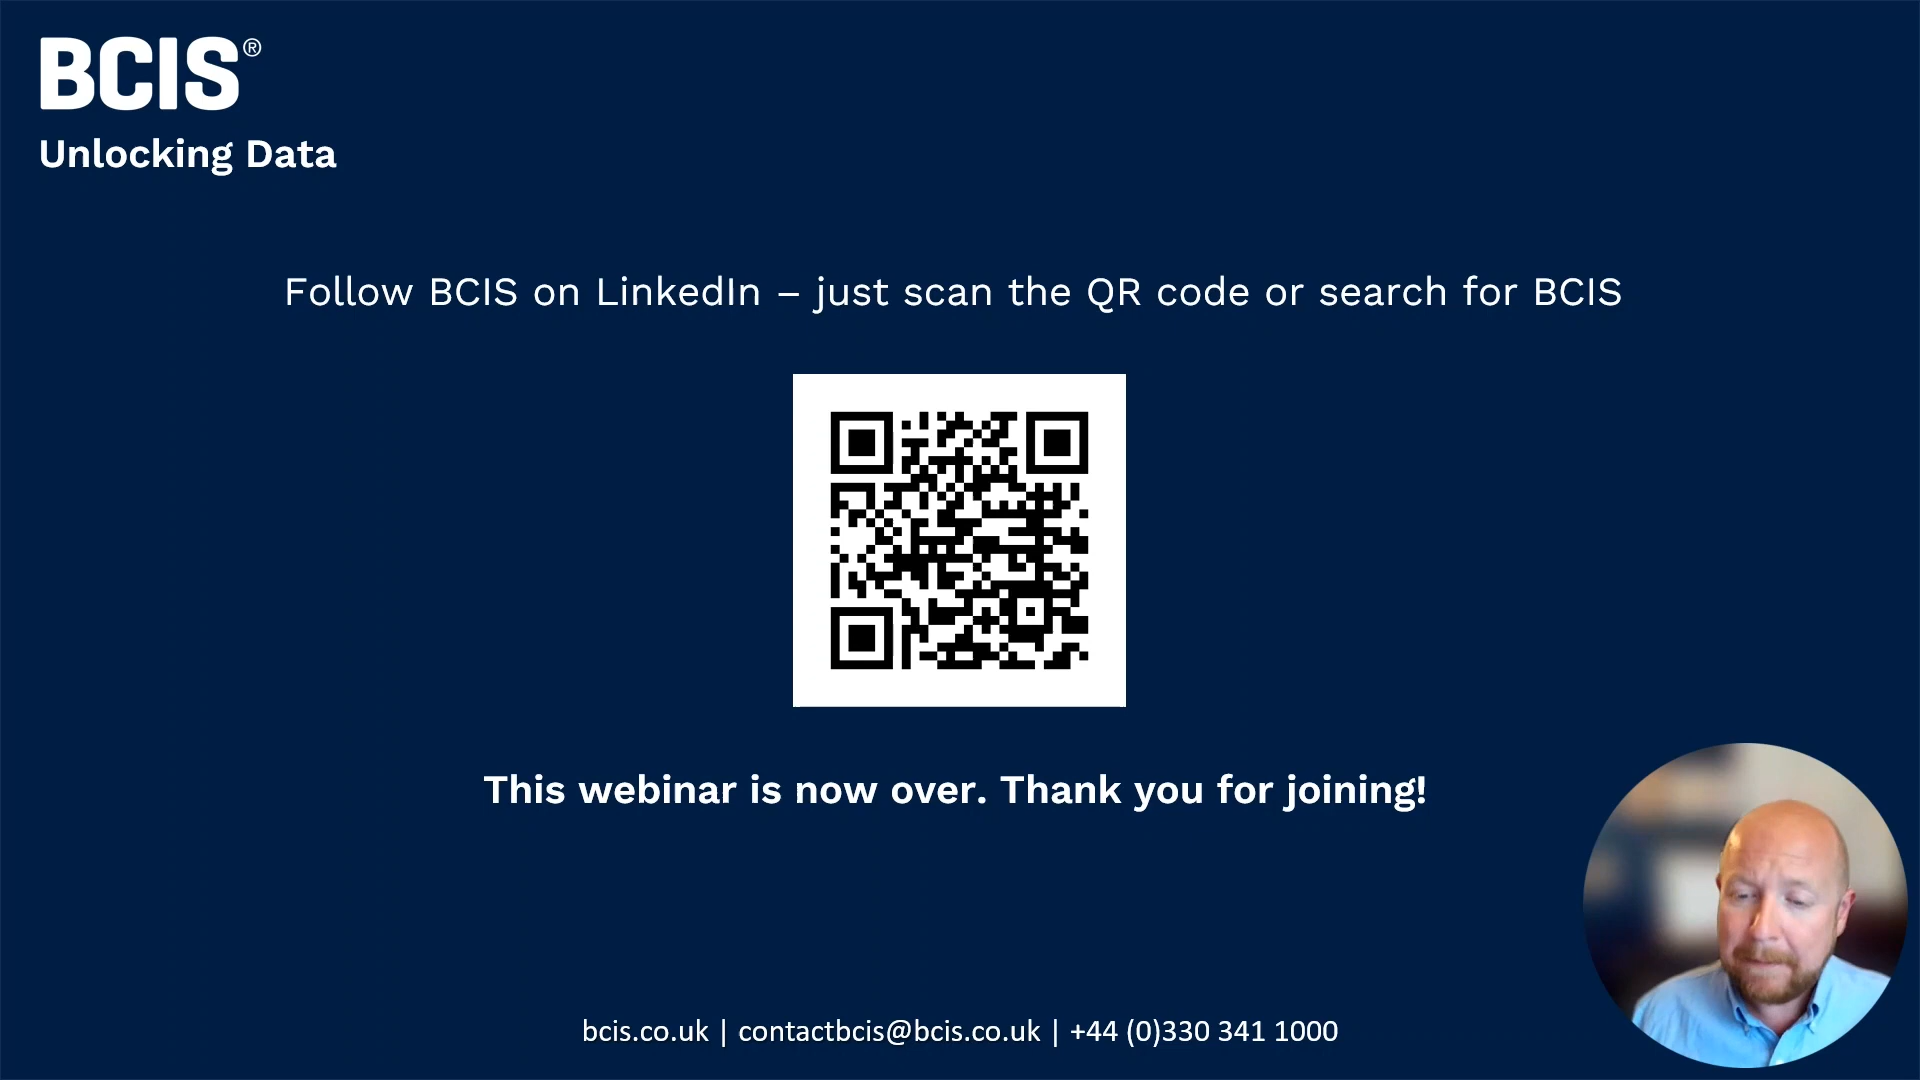 BCIS®
Unlocking Data
Follow BCIS on LinkedIn – just scan the QR code or search for BCIS
This webinar is now over. Thank you for joining!
bcis.co.uk | contactbcis@bcis.co.uk | +44 (0)330 341 1000